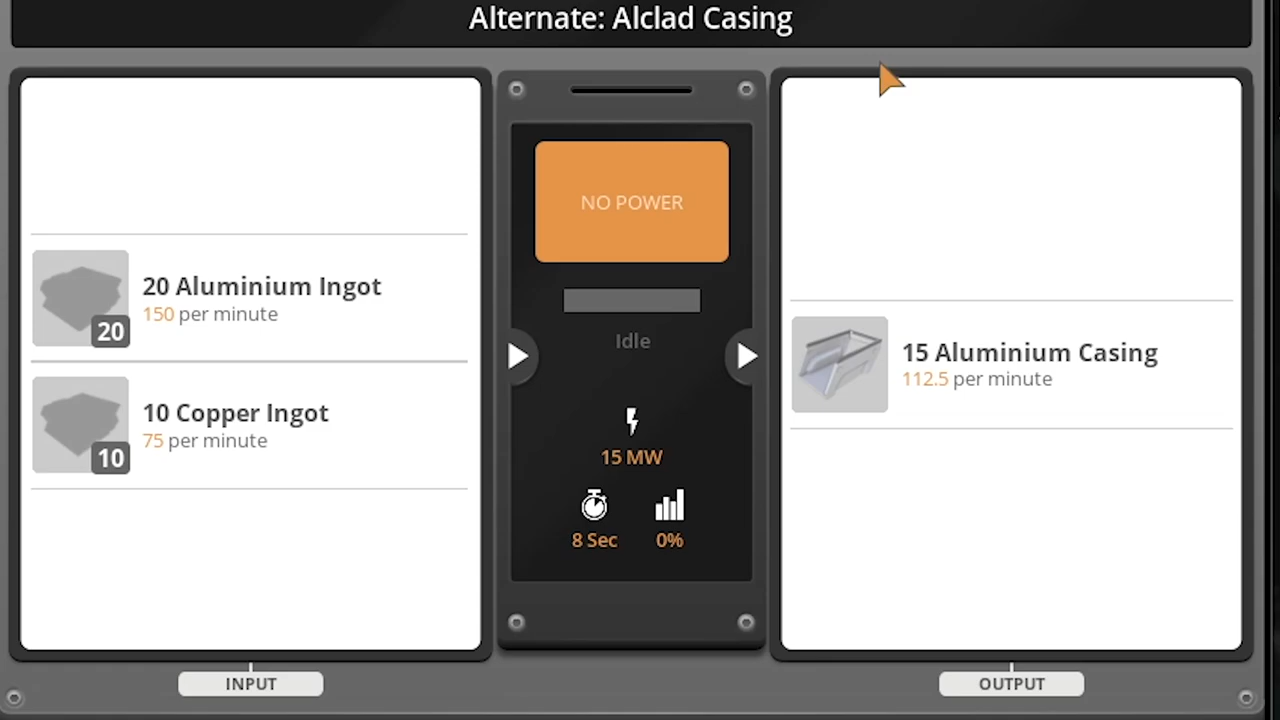 Alternate: Alclad Casing
20 Aluminium Ingot
150 per minute
20
10 Copper Ingot
75 per minute
10
NO POWER
Idle
15 MW
8 Sec
0%
15 Aluminium Casing
112.5 per minute
INPUT
OUTPUT